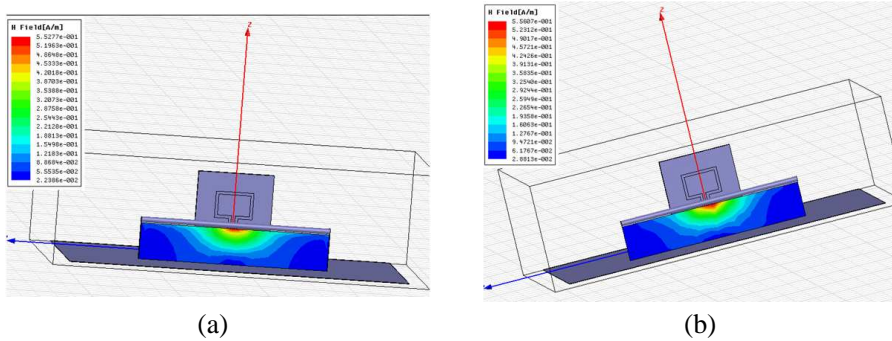 H Field[A/m]
5.5277e-001
5.1963e-001
4.8648e-001
4.5333e-001
4.2018e-001
3.8703e-001
3.5388e-001
3.2073e-001
2.8758e-001
2.5443e-001
2.2128e-001
1.8813e-001
1.5498e-001
1.2183e-001
8.8684e-002
5.5535e-002
2.2386e-002
Z
(a)
H Field[A/m]
5.5607e-001
5.2312e-001
4.9017e-001
4.5721e-001
4.2426e-001
3.9131e-001
3.5835e-001
3.2540e-001
2.9244e-001
2.5949e-001
2.2654e-001
1.9358e-001
1.6063e-001
1.2767e-001
9.4721e-002
6.1767e-002
2.8813e-002
Z
(b)